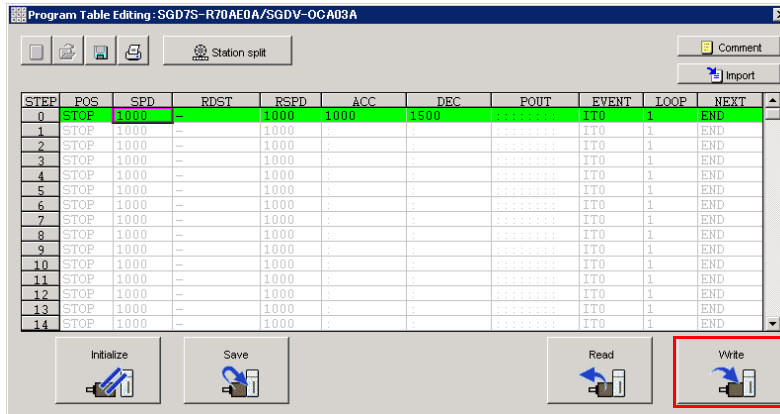 Program Table Editing : SGD7S-R70AE0A/SGDV-OCA03A
Station split
Comment
Import
STEP POS SPD RDST RSPD ACC DEC POUT EVENT LOOP NEXT
0 STOP 1000 — 1000 1000 1500 :::::::: IT0 1 END
1 STOP 1000 — 1000 : : :::::::: IT0 1 END
2 STOP 1000 — 1000 : : :::::::: IT0 1 END
3 STOP 1000 — 1000 : : :::::::: IT0 1 END
4 STOP 1000 — 1000 : : :::::::: IT0 1 END
5 STOP 1000 — 1000 : : :::::::: IT0 1 END
6 STOP 1000 — 1000 : : :::::::: IT0 1 END
7 STOP 1000 — 1000 : : :::::::: IT0 1 END
8 STOP 1000 — 1000 : : :::::::: IT0 1 END
9 STOP 1000 — 1000 : : :::::::: IT0 1 END
10 STOP 1000 — 1000 : : :::::::: IT0 1 END
11 STOP 1000 — 1000 : : :::::::: IT0 1 END
12 STOP 1000 — 1000 : : :::::::: IT0 1 END
13 STOP 1000 — 1000 : : :::::::: IT0 1 END
14 STOP 1000 — 1000 : : :::::::: IT0 1 END
Initialize Save Read Write